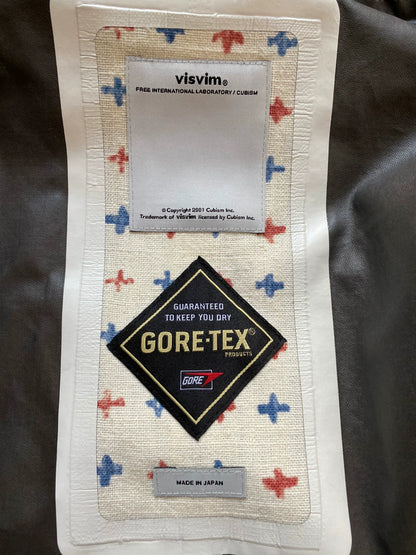 visvim®
FREE INTERNATIONAL LABORATORY / CUBISM
© Copyright 2001 Cubism Inc.
Trademark of visvim licensed by Cubism Inc.
GUARANTEED
TO KEEP YOU DRY
GORE-TEX®
PRODUCTS
GORE
MADE IN JAPAN